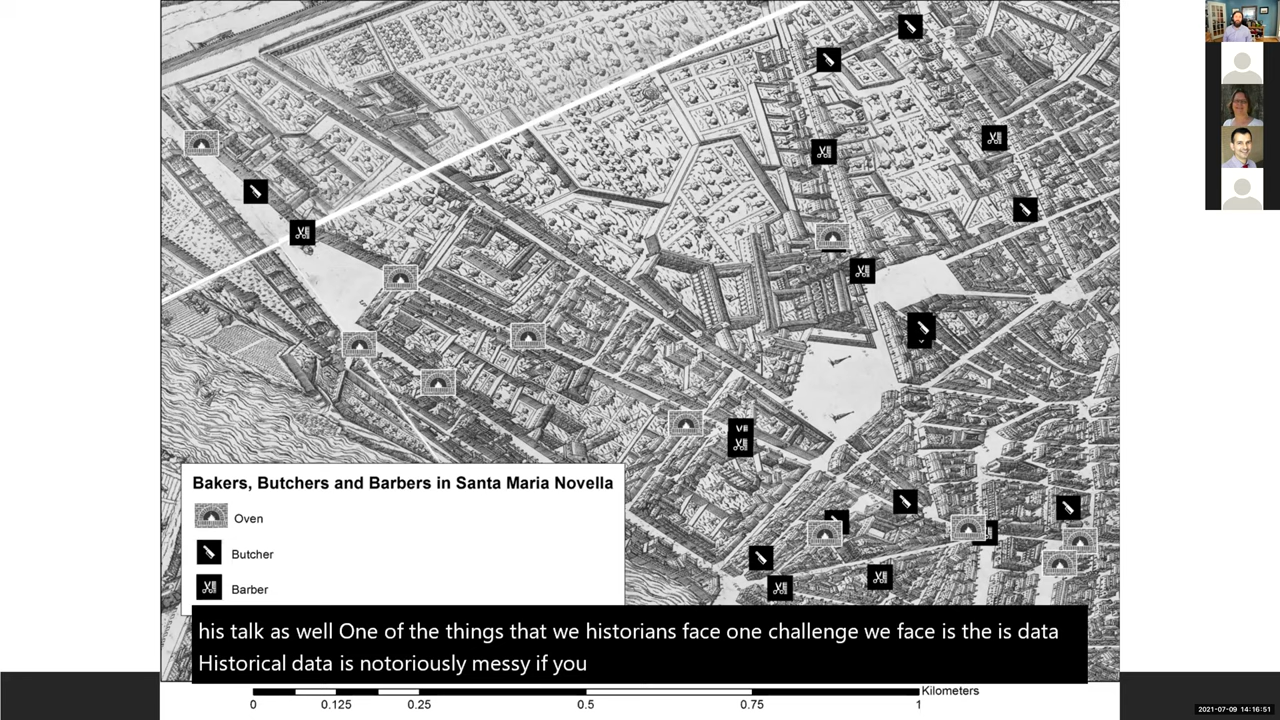 Bakers, Butchers and Barbers in Santa Maria Novella
Oven
Butcher
Barber
his talk as well One of the things that we historians face one challenge we face is the is data
Historical data is notoriously messy if you
Kilometers
0 0.125 0.25 0.5 0.75 1
2021-07-09 14:16:51